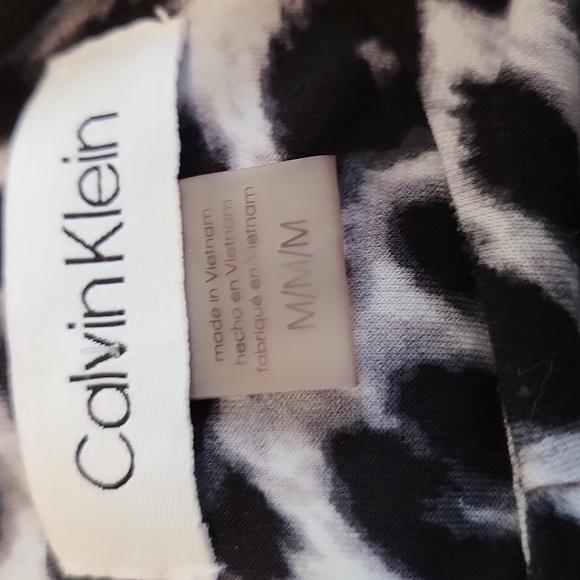 Calvin Klein
made in Vietnam
hecho en Vietnam
fabriqué en Vietnam
M/M/M